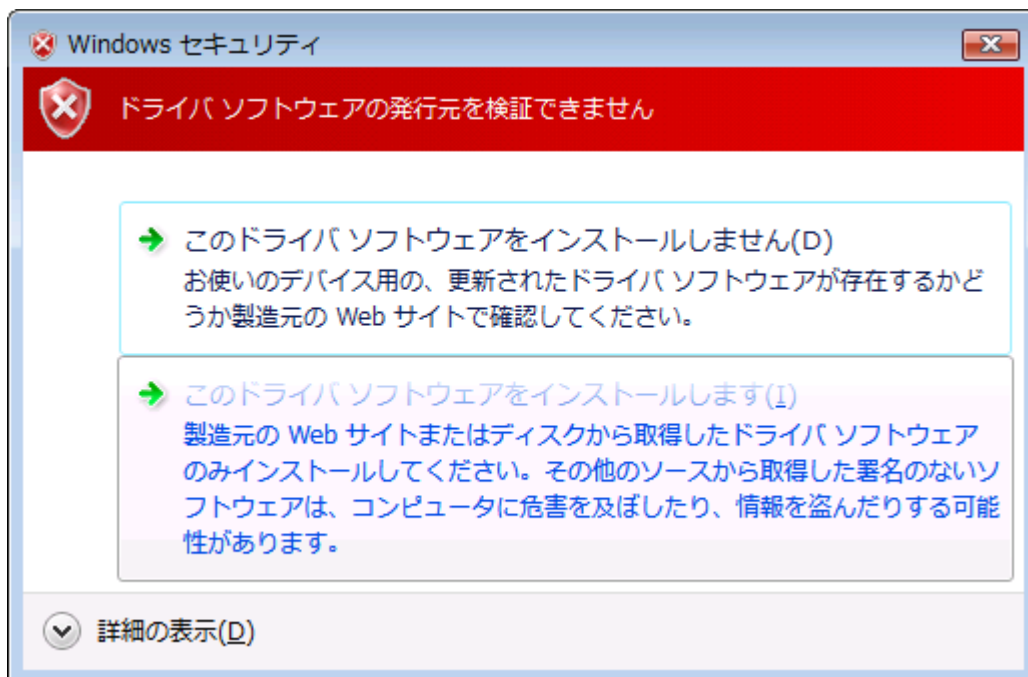 Windows セキュリティ
ドライバ ソフトウェアの発行元を検証できません
このドライバ ソフトウェアをインストールしません(D)
お使いのデバイス用の、更新されたドライバ ソフトウェアが存在するかど
うか製造元の Web サイトで確認してください。
このドライバ ソフトウェアをインストールします(I)
製造元の Web サイトまたはディスクから取得したドライバ ソフトウェア
のみインストールしてください。その他のソースから取得した署名のないソ
フトウェアは、コンピュータに危害を及ぼしたり、情報を盗んだりする可能
性があります。
詳細の表示(D)